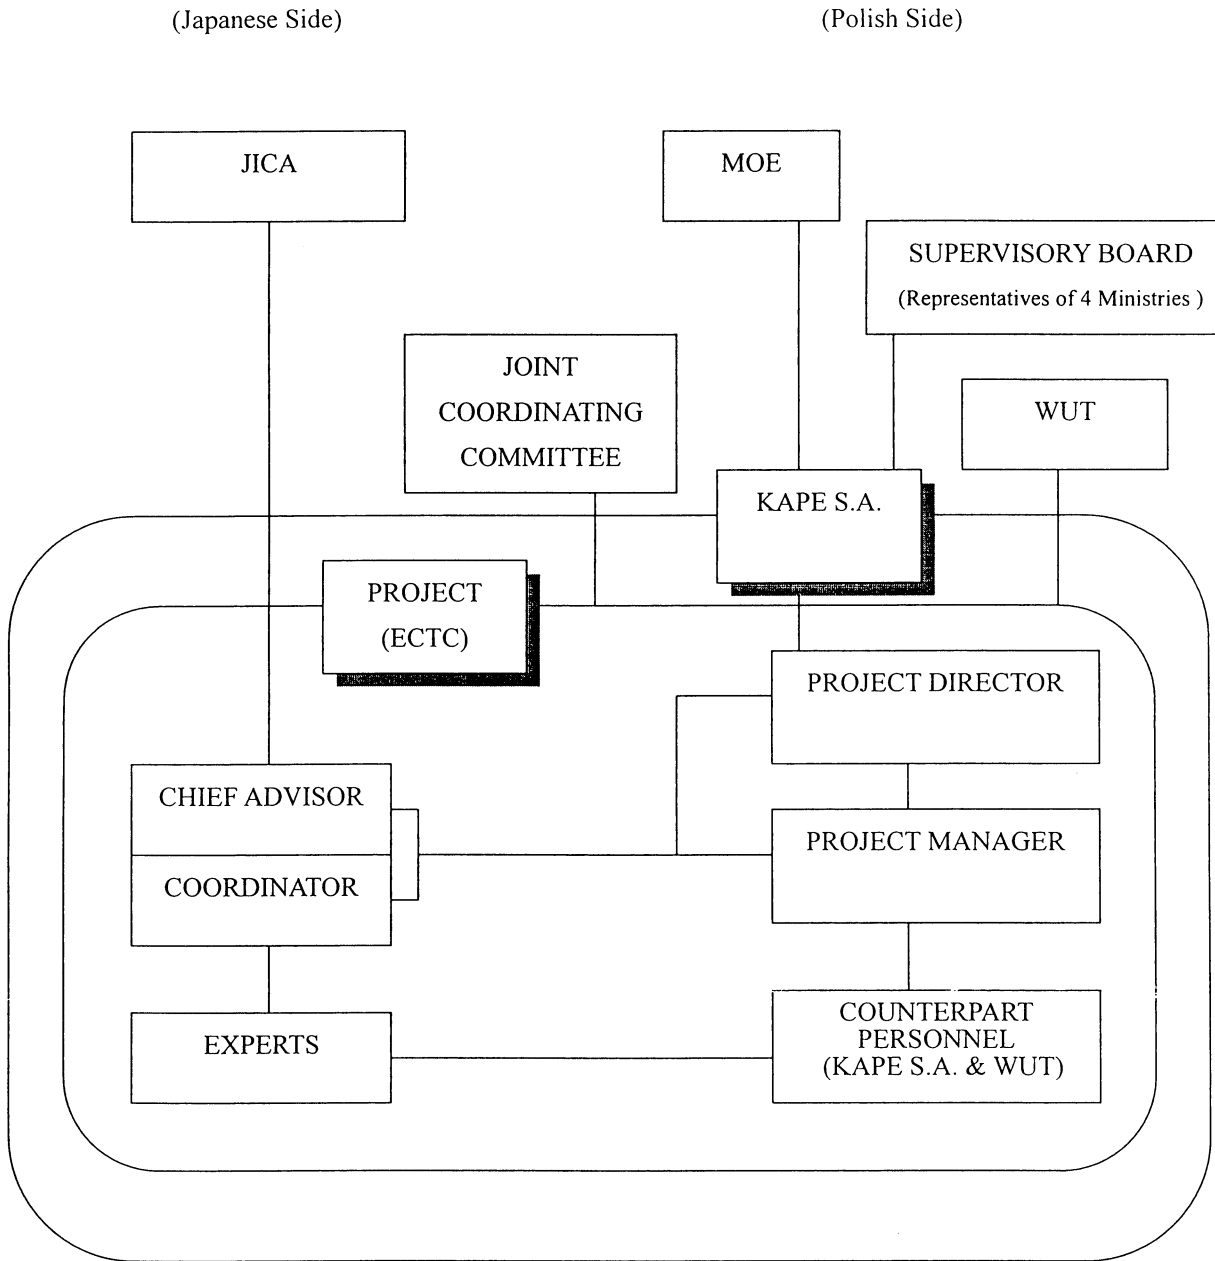 (Japanese Side)
(Polish Side)
JICA
MOE
SUPERVISORY BOARD
(Representatives of 4 Ministries )
JOINT
COORDINATING
COMMITTEE
WUT
KAPE S.A.
PROJECT
(ECTC)
PROJECT DIRECTOR
CHIEF ADVISOR
PROJECT MANAGER
COORDINATOR
EXPERTS
COUNTERPART
PERSONNEL
(KAPE S.A. & WUT)